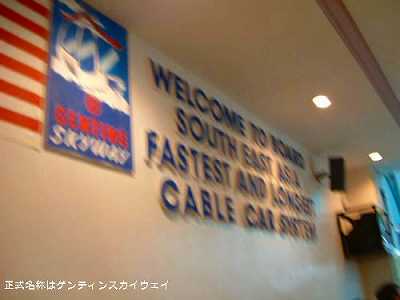 GENTING
SKYWAY
WELCOME TO BOARD
SOUTH EAST ASIA
FASTEST AND LONGEST
CABLE CAR SYSTEM
正式名称はゲンティンスカイウェイ